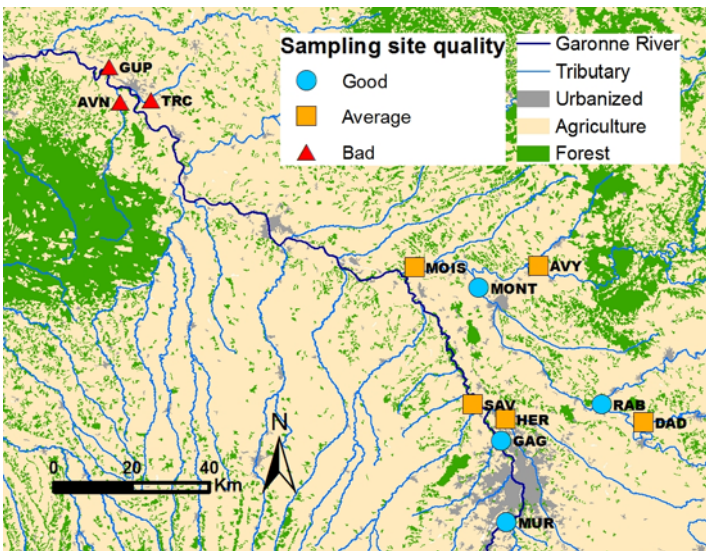 Sampling site quality
Good
Average
Bad
Garonne River
Tributary
Urbanized
Agriculture
Forest
GUP
AVN
TRC
MOIS
AVY
MONT
SAV
HER
GAG
RAB
DAD
MUR
N
0 20 40
Km